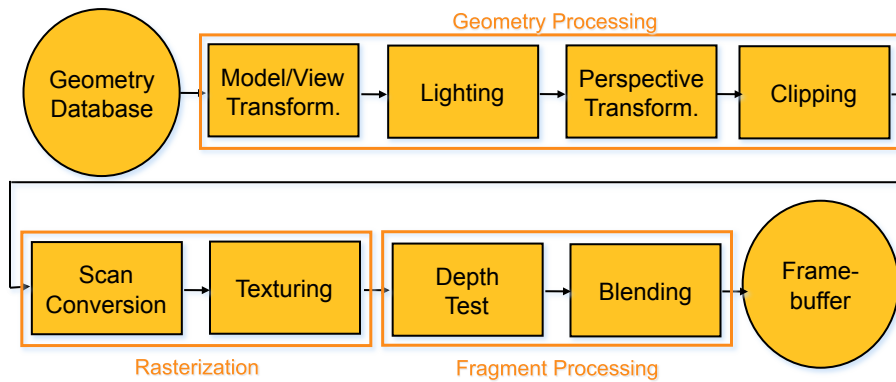 Geometry Processing
Geometry
Database
Model/View
Transform.
Lighting
Perspective
Transform.
Clipping
Scan
Conversion
Texturing
Depth
Test
Blending
Frame-
buffer
Rasterization
Fragment Processing